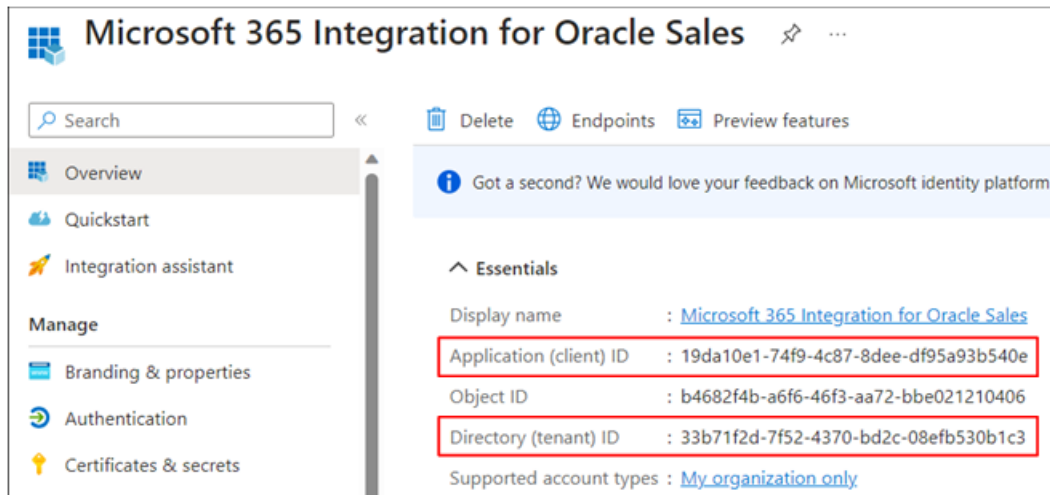 Microsoft 365 Integration for Oracle Sales
Search
Delete Endpoints Preview features
Overview
Got a second? We would love your feedback on Microsoft identity platform
Quickstart
Integration assistant
Essentials
Manage
Display name : Microsoft 365 Integration for Oracle Sales
Application (client) ID : 19da10e1-74f9-4c87-8dee-df95a93b540e
Branding & properties
Object ID : b4682f4b-a6f6-46f3-aa72-bbe021210406
Authentication
Directory (tenant) ID : 33b71f2d-7f52-4370-bd2c-08efb530b1c3
Certificates & secrets
Supported account types : My organization only